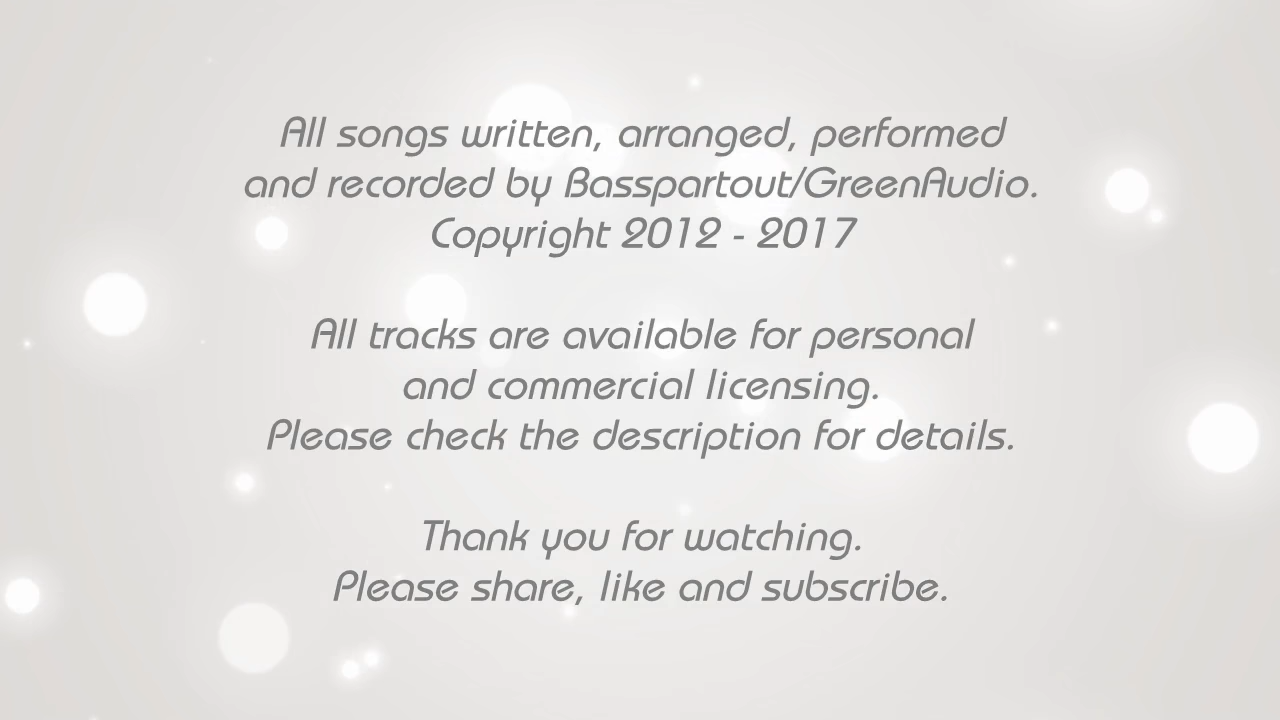 All songs written, arranged, performed
and recorded by Basspartout/GreenAudio.
Copyright 2012 - 2017
All tracks are available for personal
and commercial licensing.
Please check the description for details.
Thank you for watching.
Please share, like and subscribe.